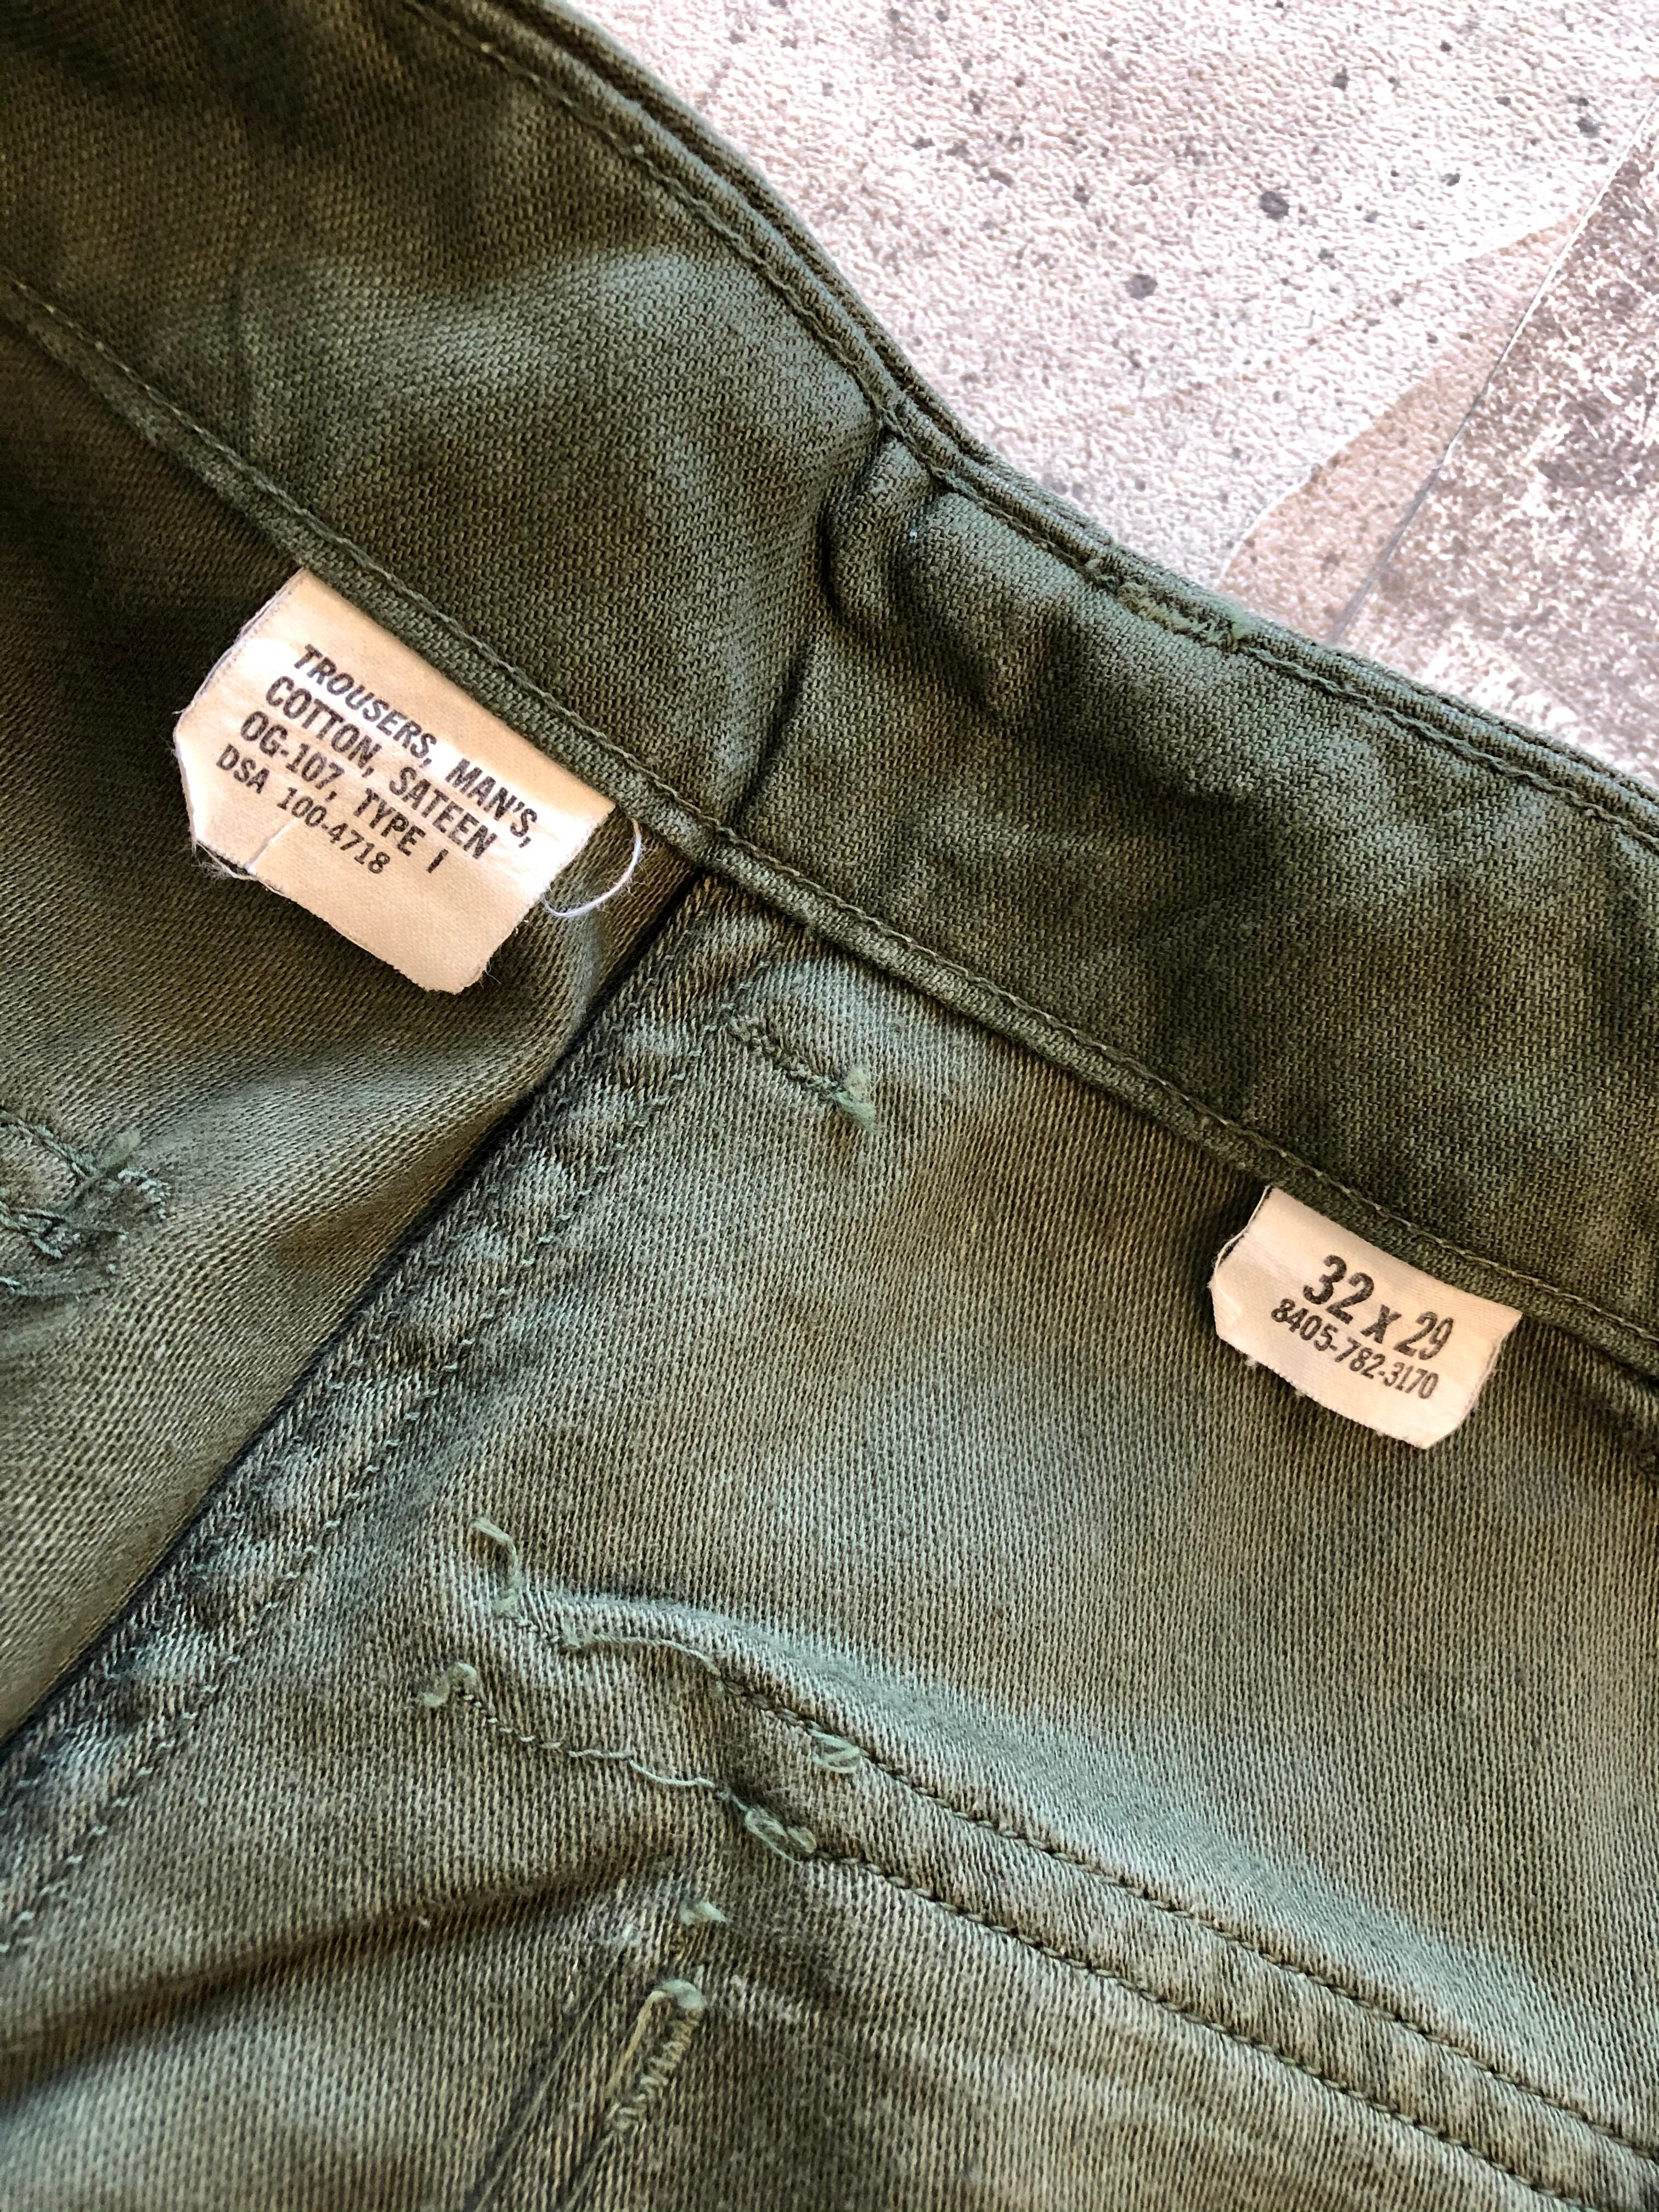 TROUSERS, MAN'S,
COTTON, SATEEN
OG-107, TYPE I
DSA 100-4718
32 x 29
8405-782-3170